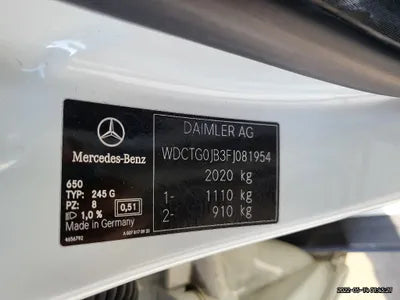 DAIMLER AG
Mercedes-Benz
WDCTG0JB3FJ081954
2020 kg
1- 1110 kg
2- 910 kg
650
TYP: 245 G
PZ: 8
0,51
1,0 %
Made in Germany